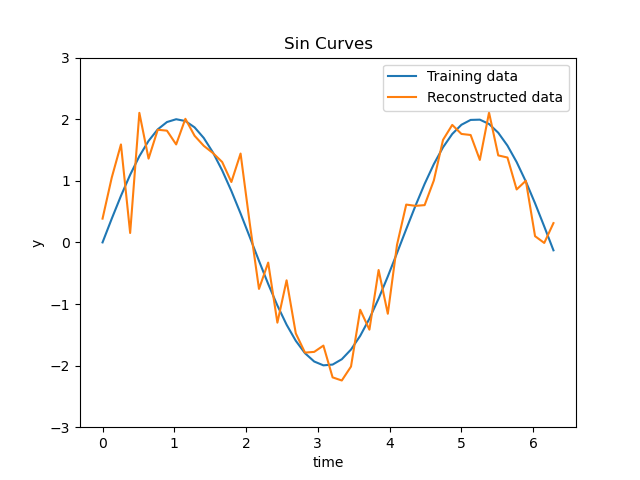 Sin Curves
Training data
Reconstructed data
3
2
1
0
−1
−2
−3
y
0 1 2 3 4 5 6
time